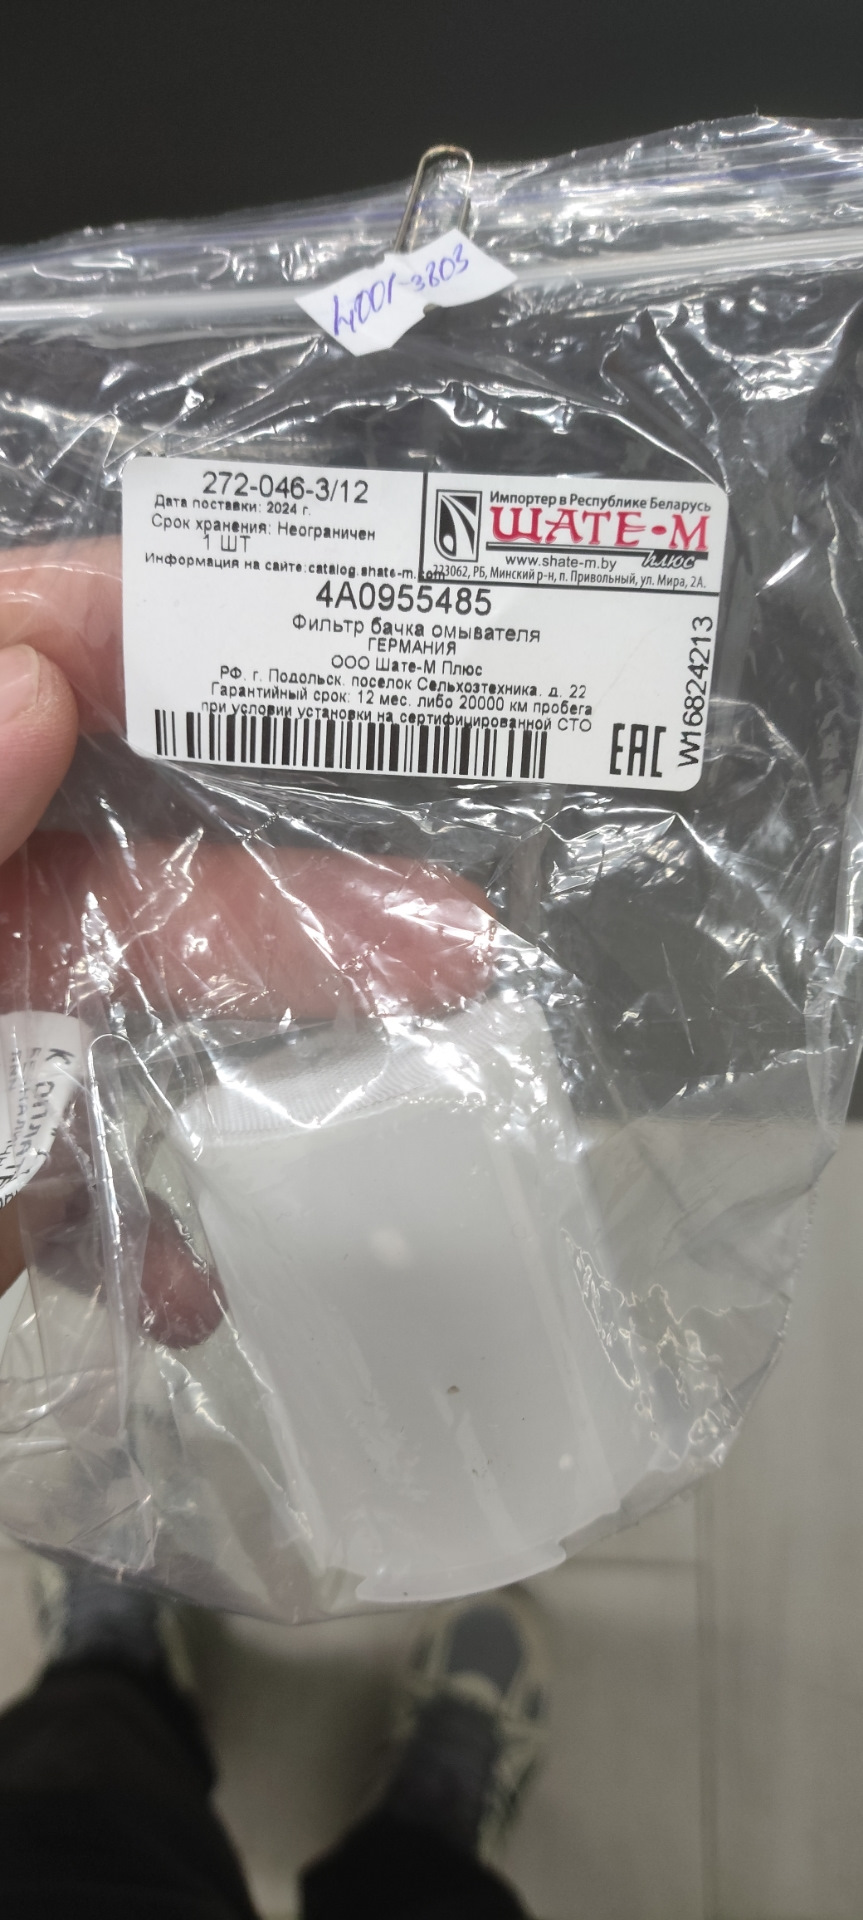 4001-3803
272-046-3/12
Дата поставки: 2024 г.
Срок хранения: Неограничен
1 ШТ
Информация на сайте:catalog.shate-m.com
Импортер в Республике Беларусь
ШАТЕ-М
плюс
www.shate-m.by
223062, РБ, Минский р-н, п. Привольный, ул. Мира, 2А.
4A0955485
Фильтр бачка омывателя
ГЕРМАНИЯ
ООО Шате-М Плюс
РФ. г. Подольск. поселок Сельхозтехника. д. 22
Гарантийный срок: 12 мес. либо 20000 км пробега
при условии установки на сертифицированной СТО
EAC
W16824213